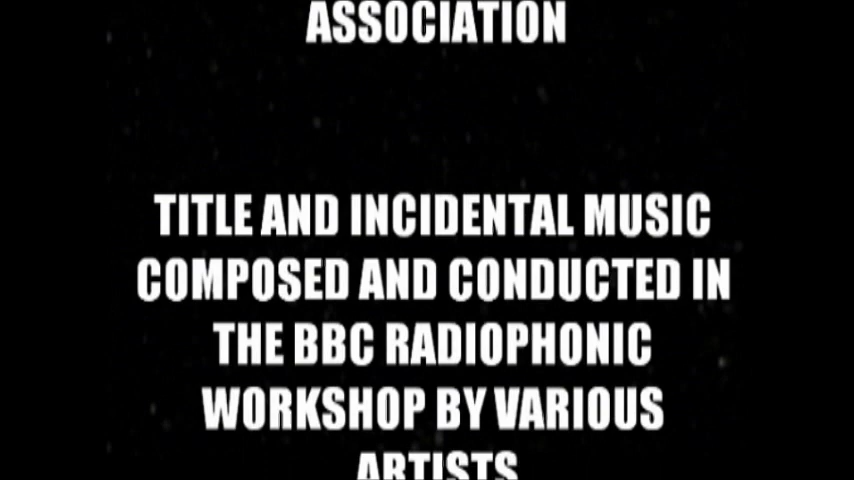 ASSOCIATION
TITLE AND INCIDENTAL MUSIC
COMPOSED AND CONDUCTED IN
THE BBC RADIOPHONIC
WORKSHOP BY VARIOUS
ARTISTS